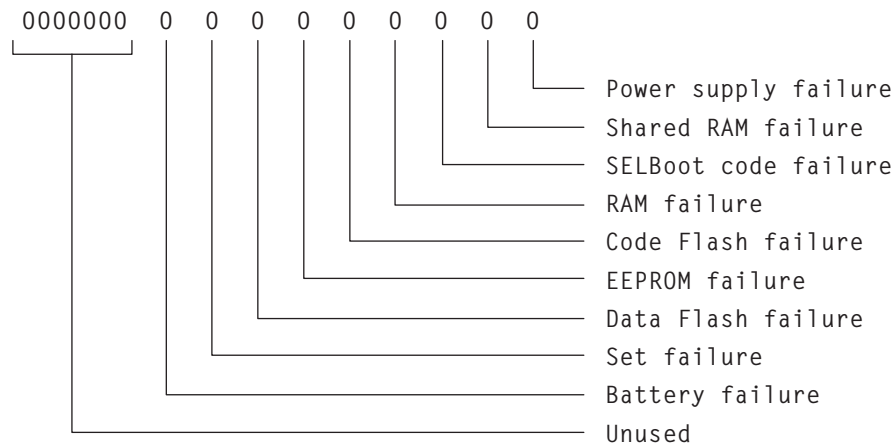 0000000 0 0 0 0 0 0 0 0 0
Power supply failure
Shared RAM failure
SELBoot code failure
RAM failure
Code Flash failure
EEPROM failure
Data Flash failure
Set failure
Battery failure
Unused